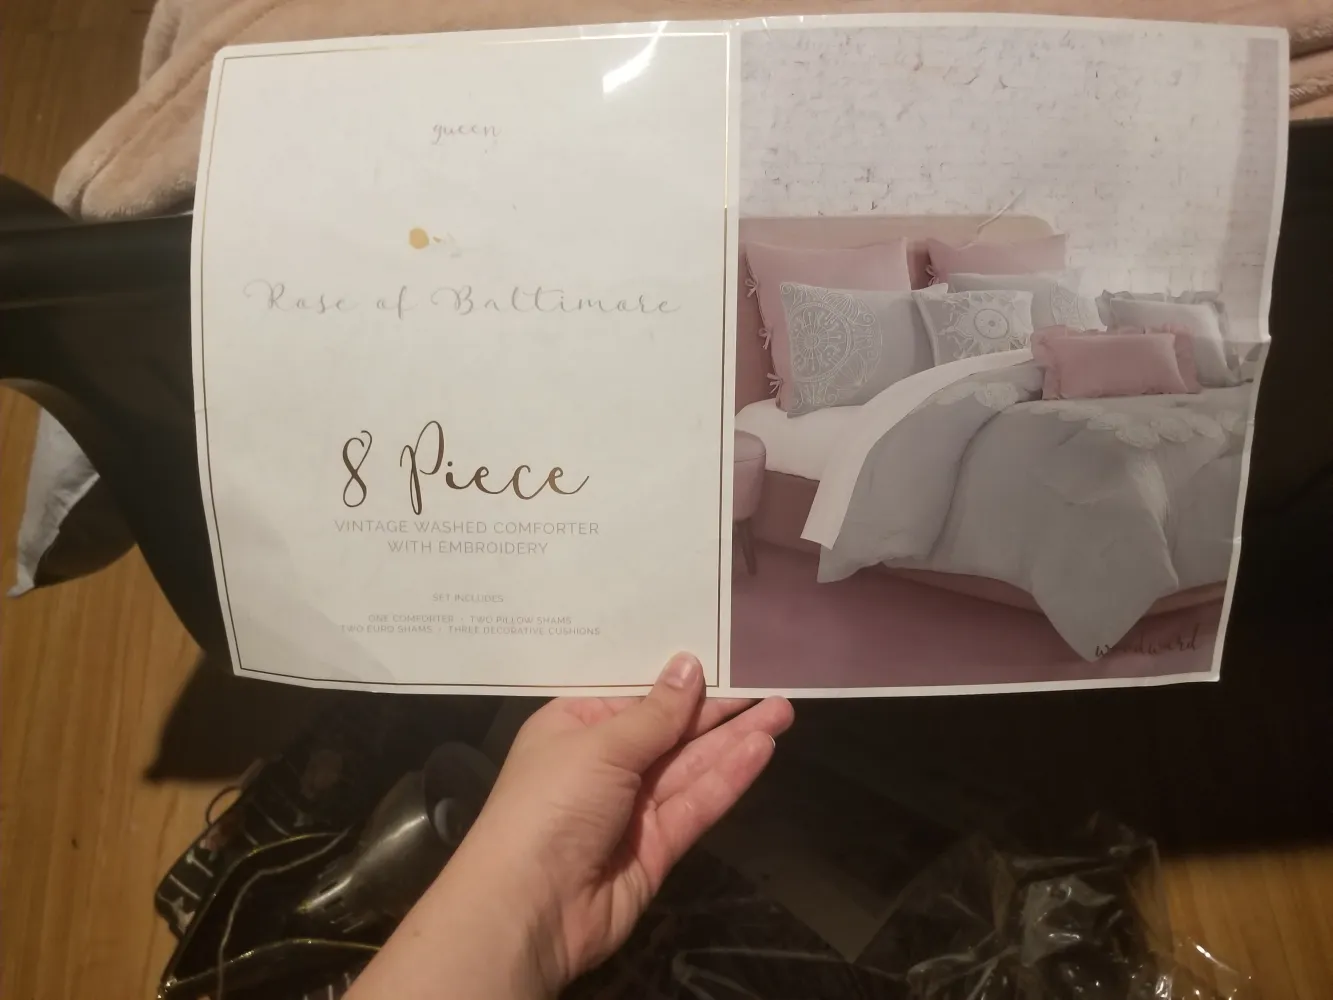 queen
Rose of Baltimore
8 Piece
VINTAGE WASHED COMFORTER
WITH EMBROIDERY
SET INCLUDES
ONE COMFORTER • TWO PILLOW SHAMS
TWO EURO SHAMS • THREE DECORATIVE CUSHIONS
woodward